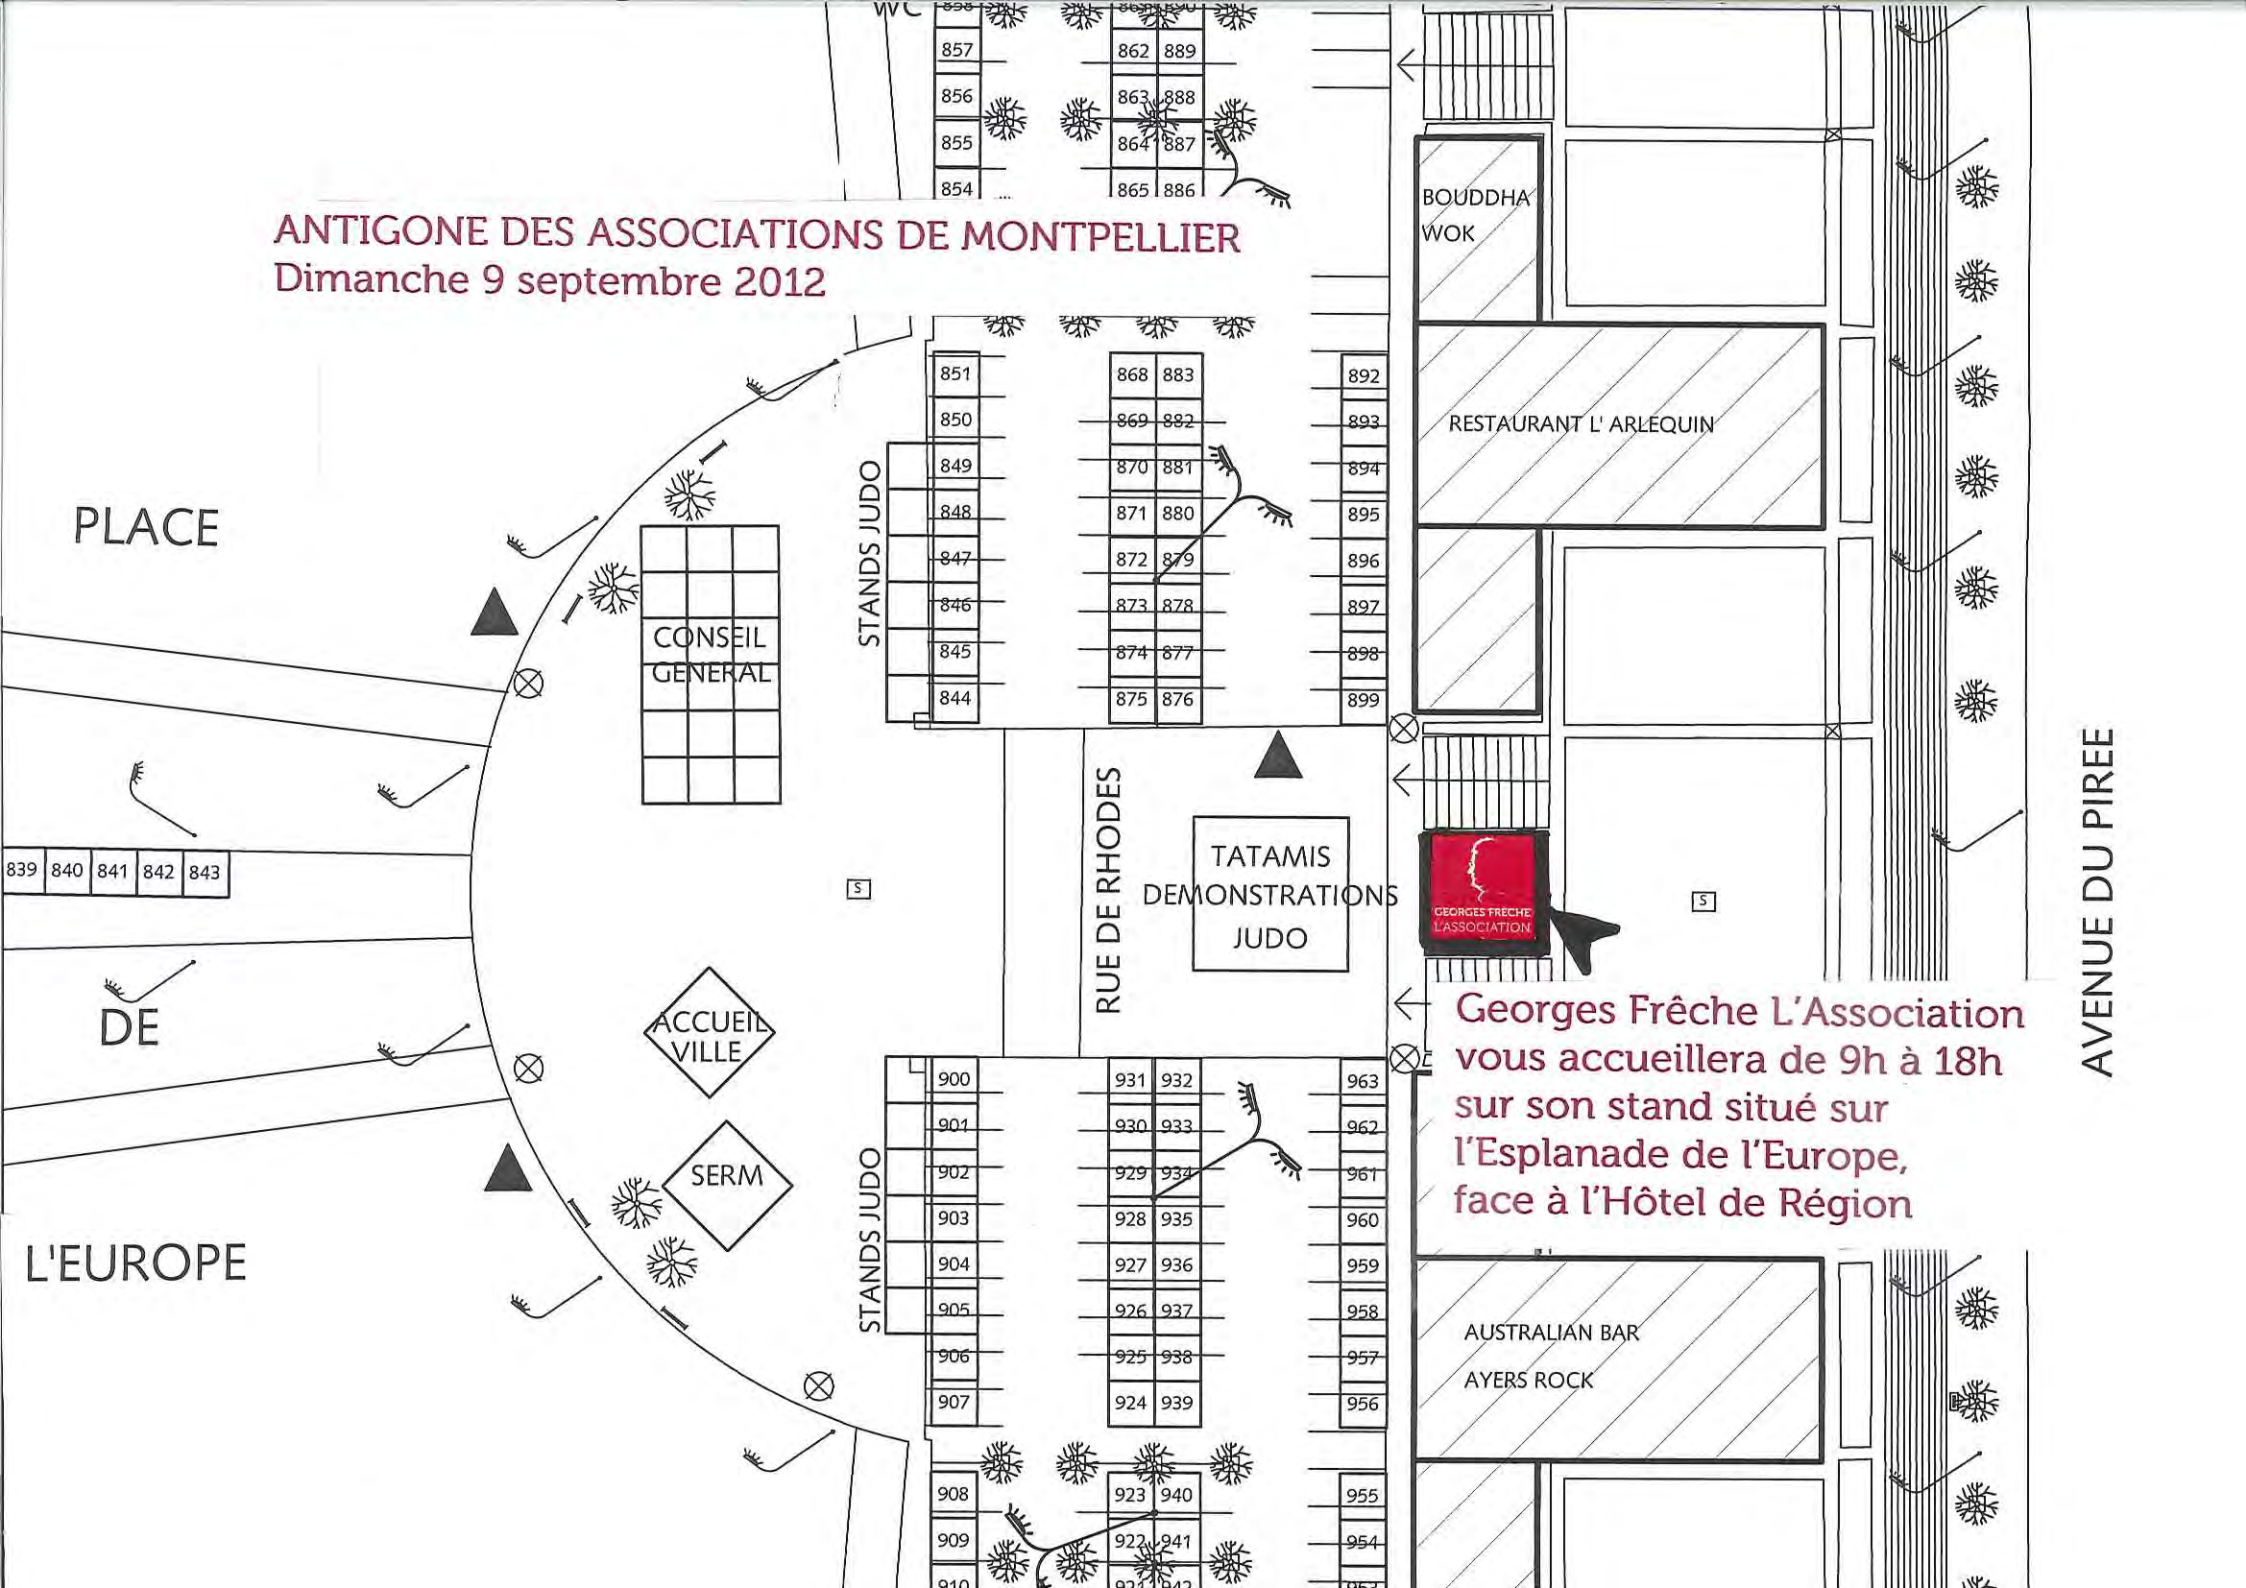 WC
858
857
856
855
854
862 889
863 888
864 887
865 886
BOUDDHA
WOK
ANTIGONE DES ASSOCIATIONS DE MONTPELLIER
Dimanche 9 septembre 2012
851
850
849
848
847
846
845
844
STANDS JUDO
868 883
869 882
870 881
871 880
872 879
873 878
874 877
875 876
892
893
894
895
896
897
898
899
RESTAURANT L' ARLEQUIN
PLACE
DE
L'EUROPE
CONSEIL
GENERAL
839 840 841 842 843
S
RUE DE RHODES
TATAMIS
DEMONSTRATIONS
JUDO
GEORGES FRÊCHE
L'ASSOCIATION
S
AVENUE DU PIREE
ACCUEIL
VILLE
SERM
Georges Frêche L'Association
vous accueillera de 9h à 18h
sur son stand situé sur
l'Esplanade de l'Europe,
face à l'Hôtel de Région
STANDS JUDO
900
901
902
903
904
905
906
907
931 932
930 933
929 934
928 935
927 936
926 937
925 938
924 939
963
962
961
960
959
958
957
956
AUSTRALIAN BAR
AYERS ROCK
908
909
910
923 940
922 941
921 942
955
954
953